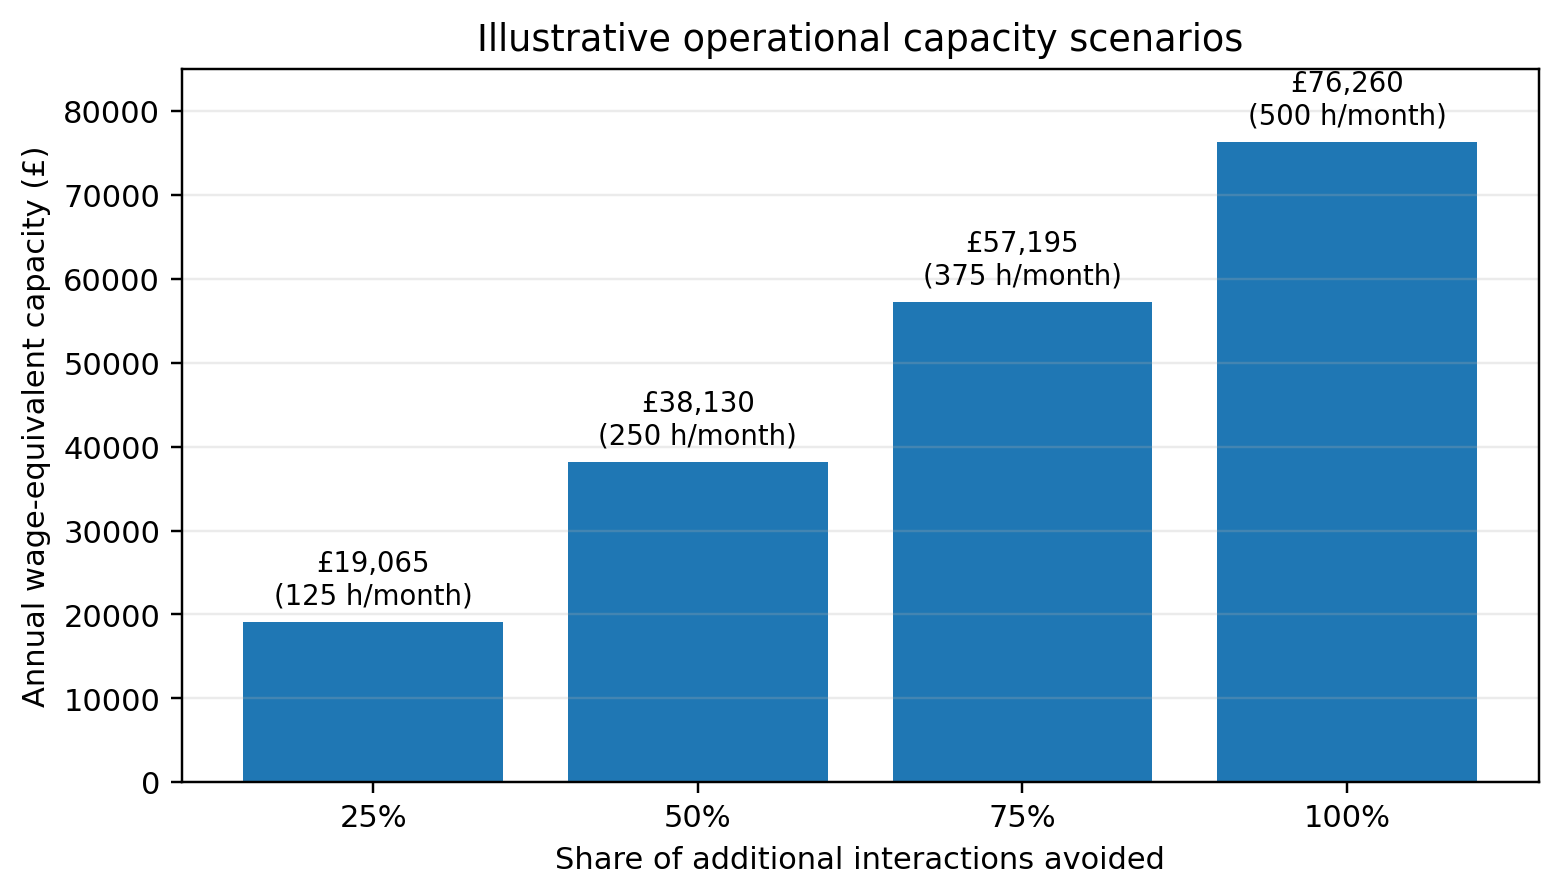 Illustrative operational capacity scenarios
Annual wage-equivalent capacity (£)
80000
70000
60000
50000
40000
30000
20000
10000
0
£19,065
(125 h/month)
£38,130
(250 h/month)
£57,195
(375 h/month)
£76,260
(500 h/month)
25%
50%
75%
100%
Share of additional interactions avoided